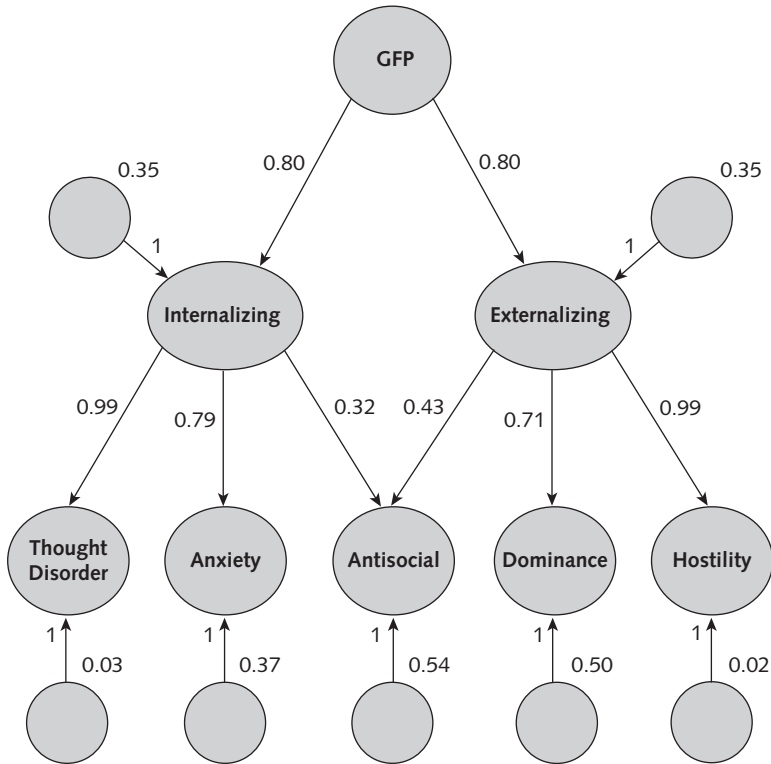 GFP
0.80
0.80
0.35
0.35
1
1
Internalizing
Externalizing
0.99
0.79
0.32
0.43
0.71
0.99
Thought
Disorder
Anxiety
Antisocial
Dominance
Hostility
1
1
1
1
1
0.03
0.37
0.54
0.50
0.02